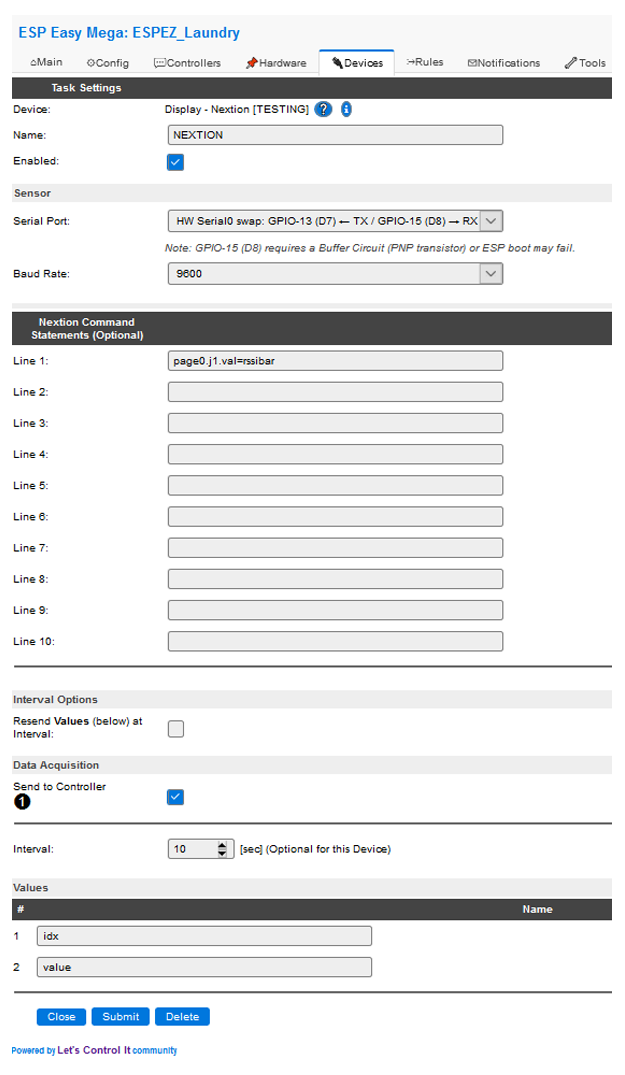 ESP Easy Mega: ESPEZ_Laundry
⌂Main ⚙Config 💬Controllers 📌Hardware 🔌Devices ↣Rules ✉Notifications 🔧Tools
Task Settings
Device: Display - Nextion [TESTING] ? i
Name: NEXTION
Enabled:
Sensor
Serial Port: HW Serial0 swap: GPIO-13 (D7) ← TX / GPIO-15 (D8) → RX
Note: GPIO-15 (D8) requires a Buffer Circuit (PNP transistor) or ESP boot may fail.
Baud Rate: 9600
Nextion Command
Statements (Optional)
Line 1: page0.j1.val=rssibar
Line 2:
Line 3:
Line 4:
Line 5:
Line 6:
Line 7:
Line 8:
Line 9:
Line 10:
Interval Options
Resend Values (below) at
Interval:
Data Acquisition
Send to Controller
1
Interval: 10 [sec] (Optional for this Device)
Values
# Name
1 idx
2 value
Close Submit Delete
Powered by Let's Control It community